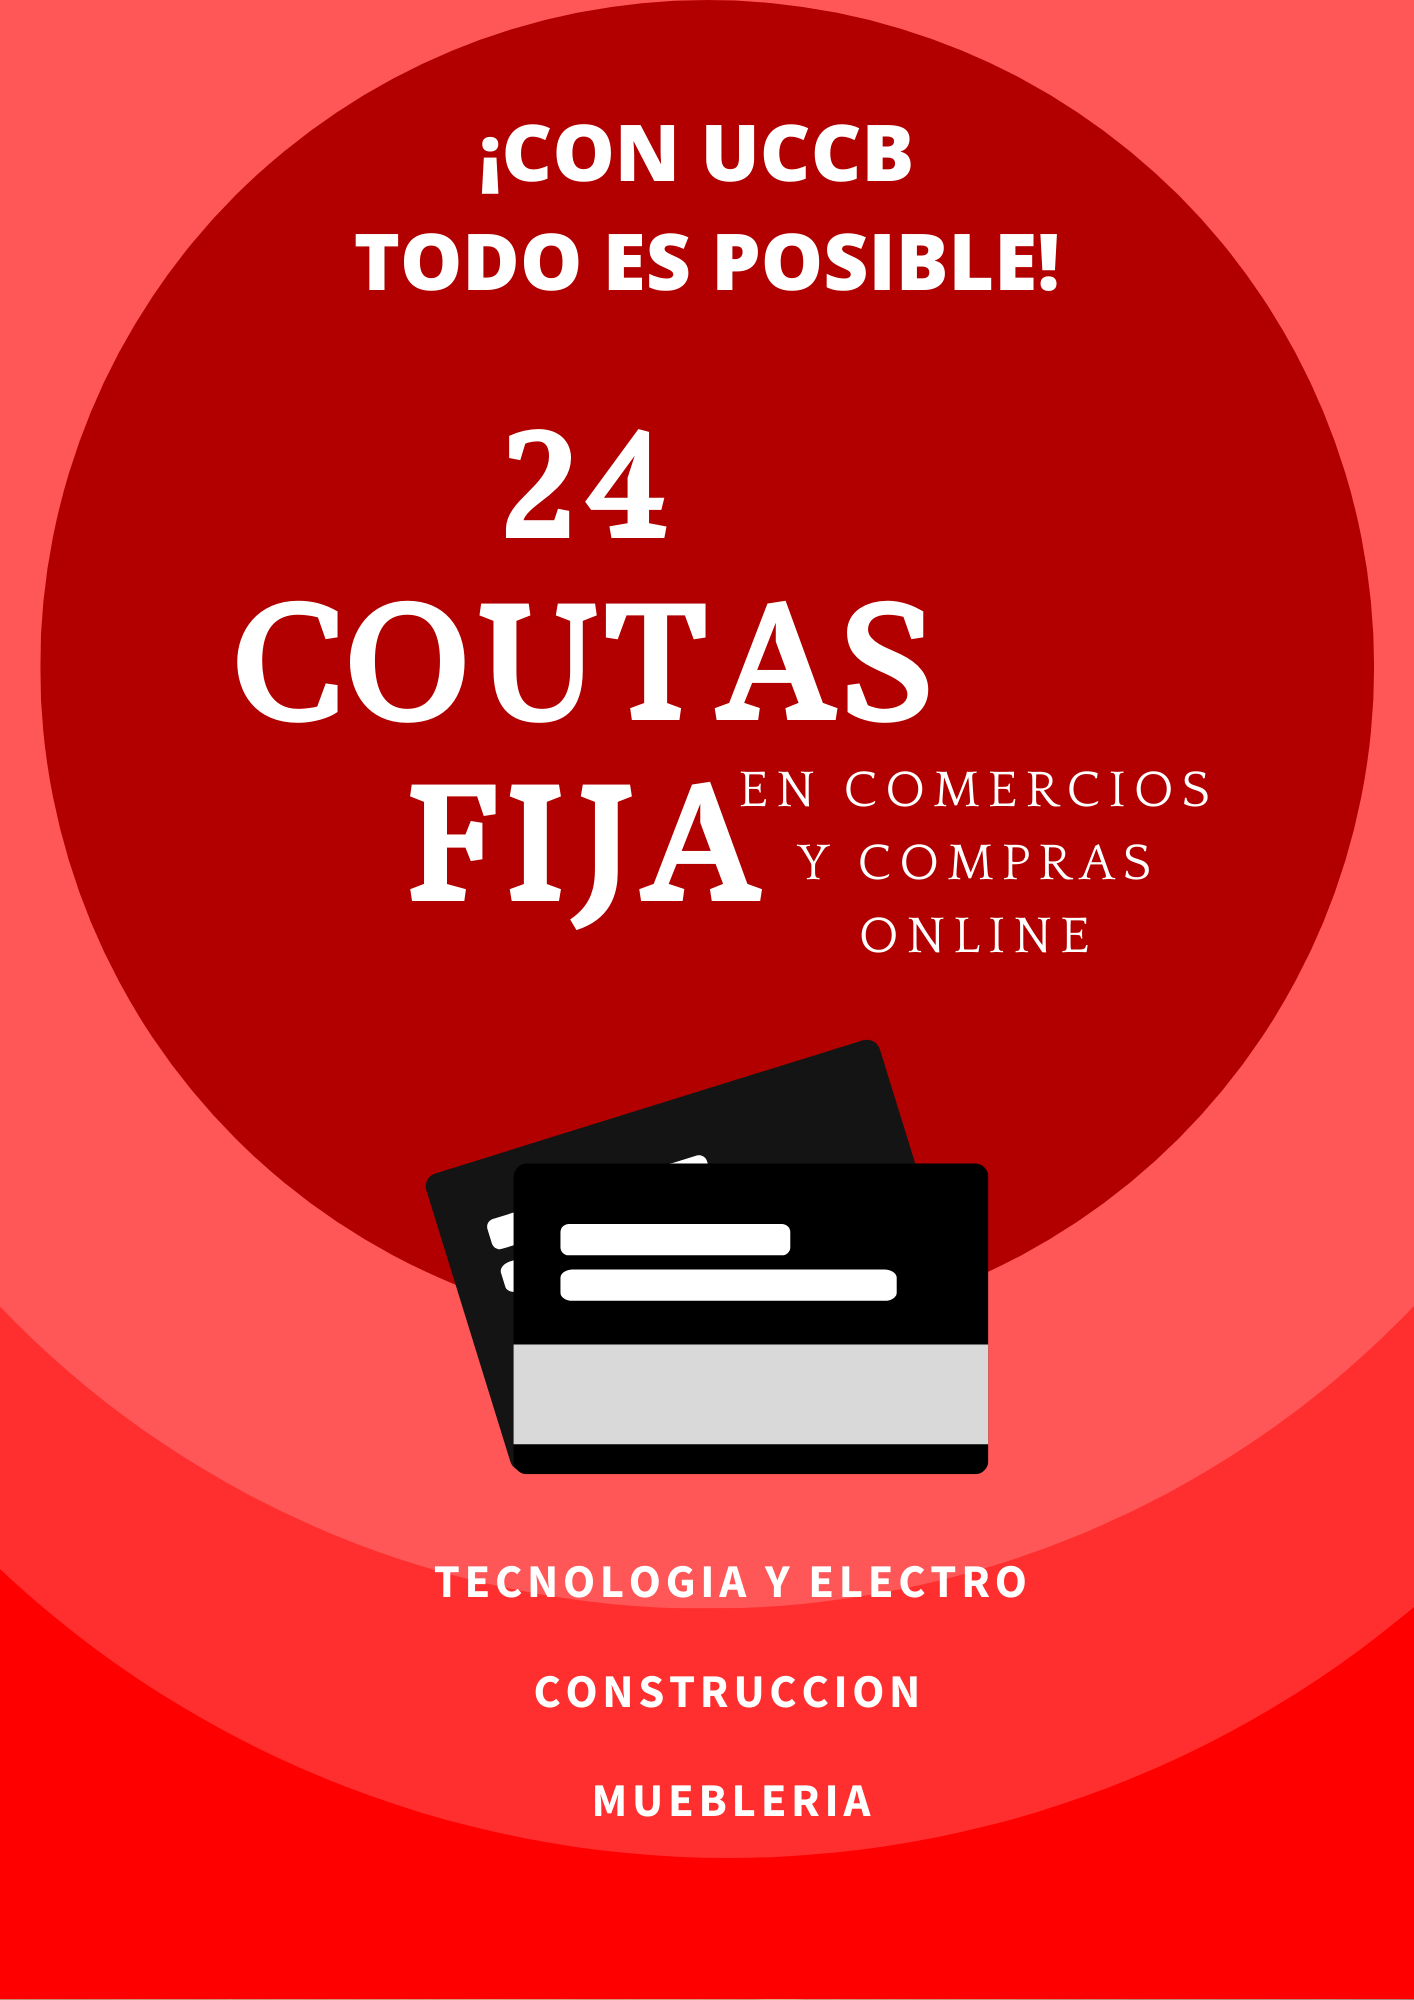 ¡CON UCCB
TODO ES POSIBLE!
24
COUTAS
FIJA
EN COMERCIOS
Y COMPRAS
ONLINE
TECNOLOGIA Y ELECTRO
CONSTRUCCION
MUEBLERIA